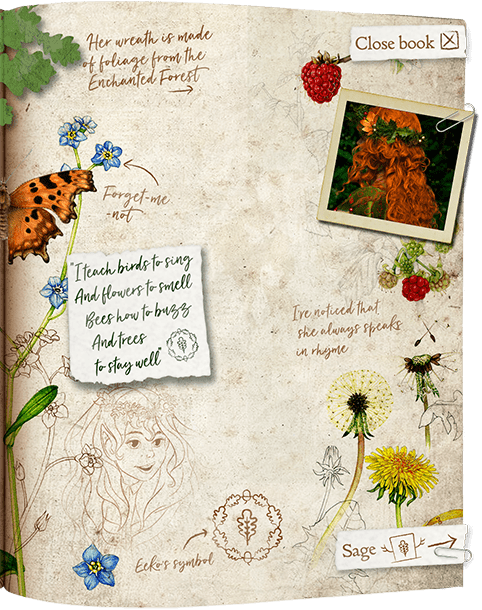 Her wreath is made
of foliage from the
Enchanted Forest
Close book
Forget-me
-not
"I teach birds to sing
And flowers to smell
Bees how to buzz
And trees
to stay well"
I've noticed that
she always speaks
in rhyme
Ecko's symbol
Sage